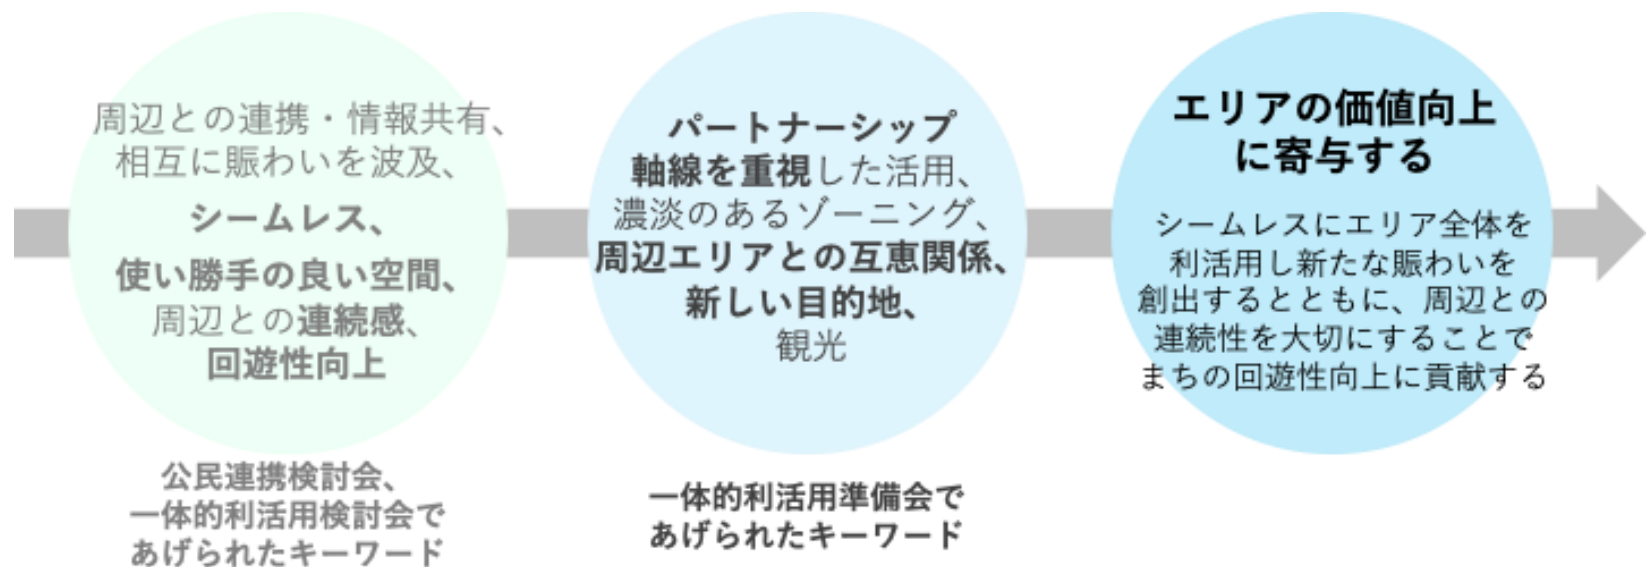 周辺との連携・情報共有、
相互に賑わいを波及、
シームレス、
使い勝手の良い空間、
周辺との連続感、
回遊性向上
公民連携検討会、
一体的利活用検討会で
あげられたキーワード
パートナーシップ
軸線を重視した活用、
濃淡のあるゾーニング、
周辺エリアとの互恵関係、
新しい目的地、
観光
一体的利活用準備会で
あげられたキーワード
エリアの価値向上
に寄与する
シームレスにエリア全体を
利活用し新たな賑わいを
創出するとともに、周辺との
連続性を大切にすることで
まちの回遊性向上に貢献する